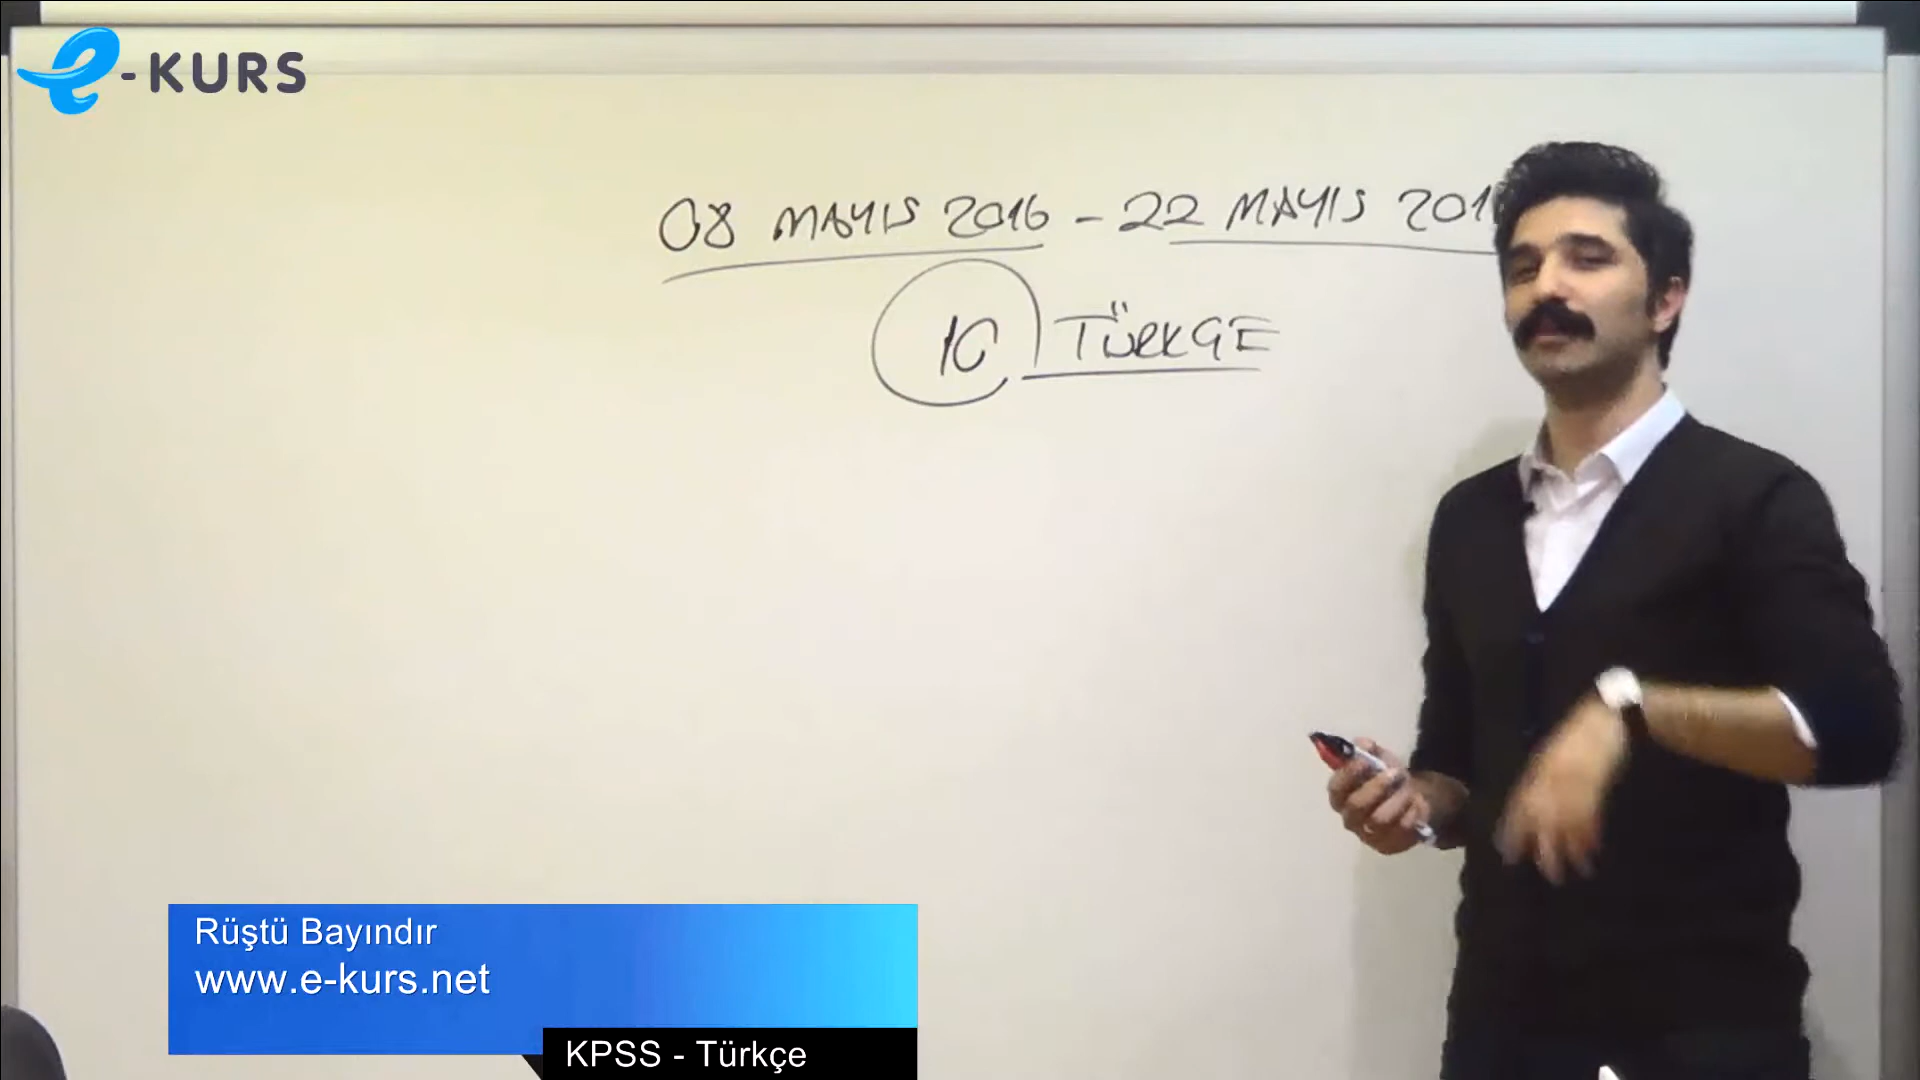 e-KURS
08 MAYIS 2016 - 22 MAYIS 201
10 TÜRKÇE
Rüştü Bayındır
www.e-kurs.net
KPSS - Türkçe